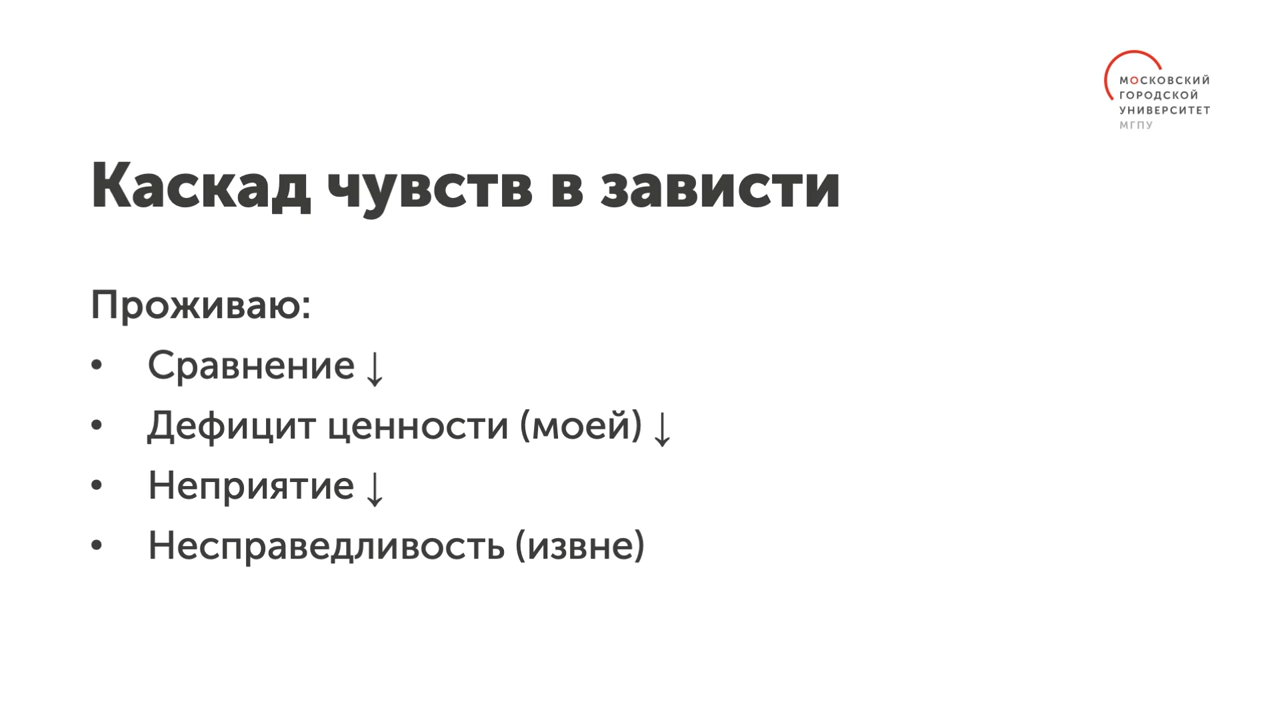 МОСКОВСКИЙ
ГОРОДСКОЙ
УНИВЕРСИТЕТ
МГПУ
Каскад чувств в зависти
Проживаю:
• Сравнение ↓
• Дефицит ценности (моей) ↓
• Неприятие ↓
• Несправедливость (извне)